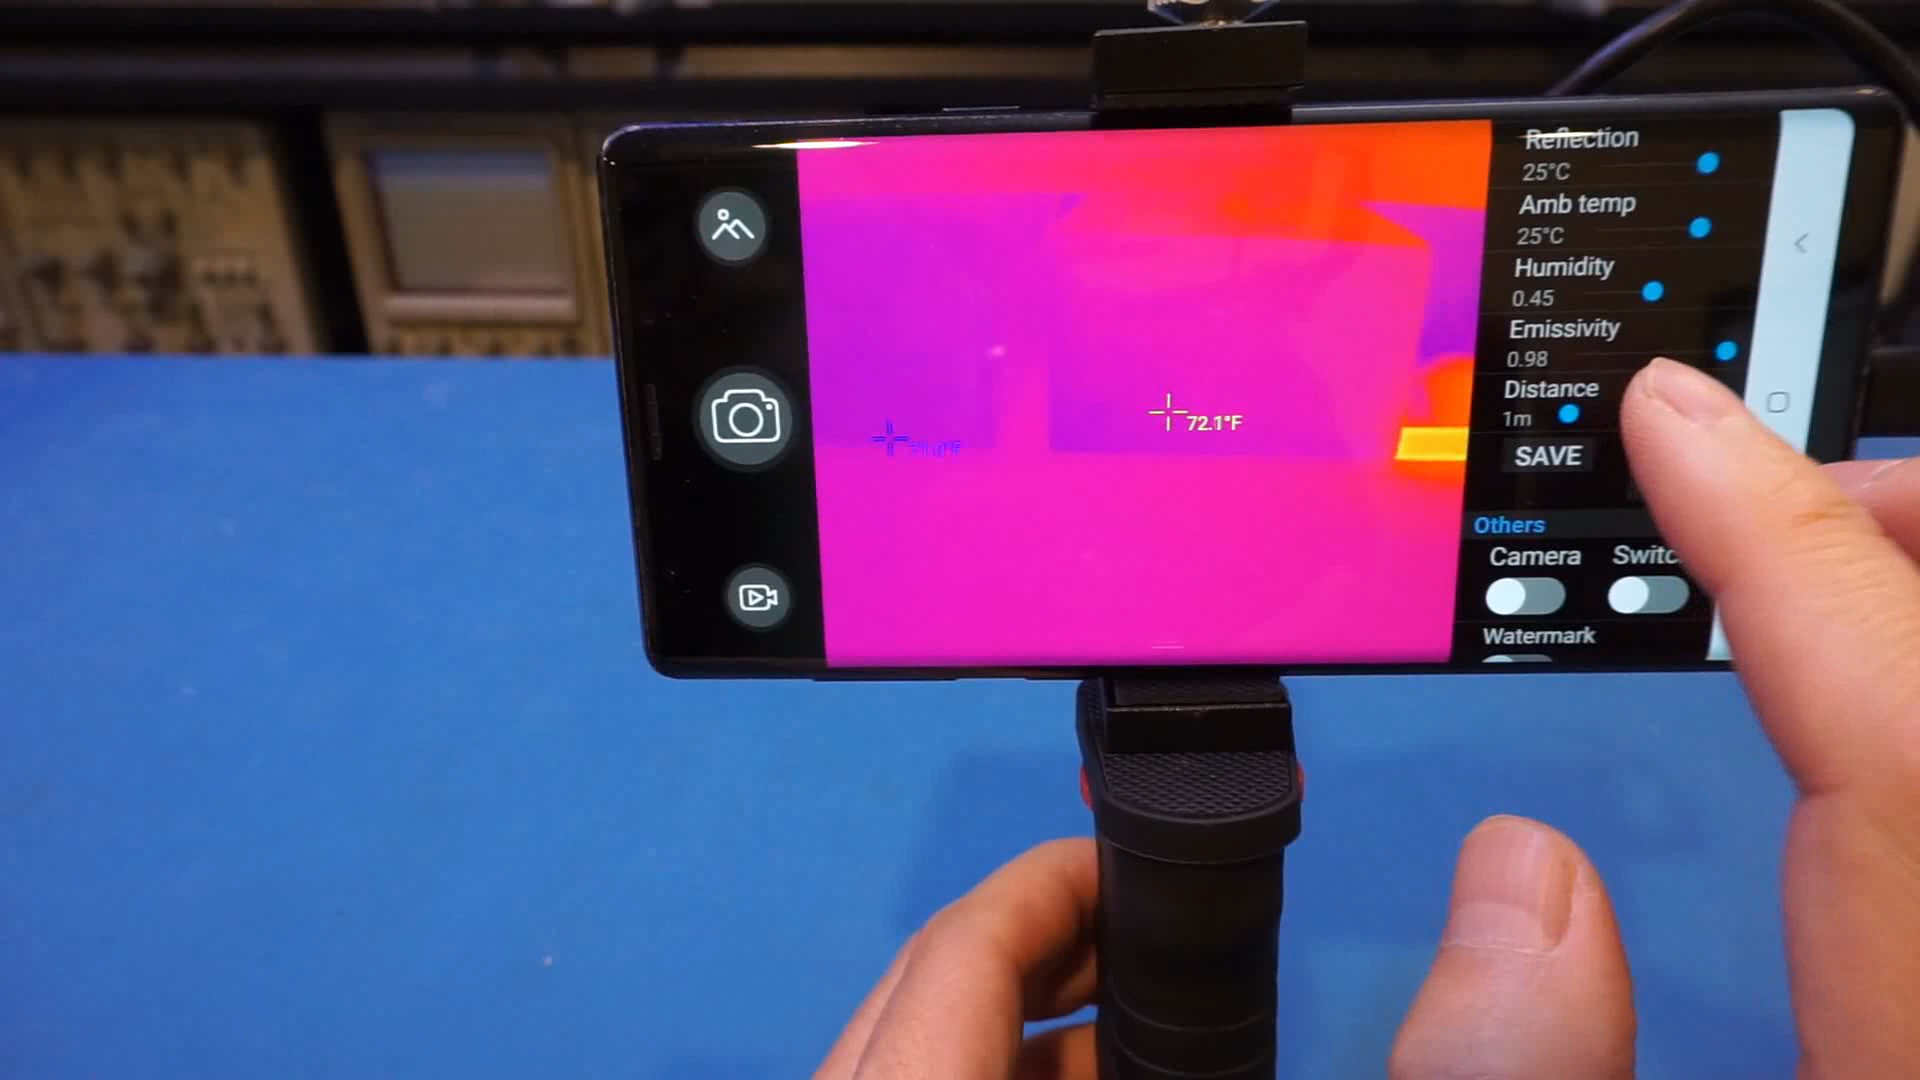 Reflection
25°C
Amb temp
25°C
Humidity
0.45
Emissivity
0.98
Distance
1m
SAVE
72.1°F
Others
Camera
Watermark